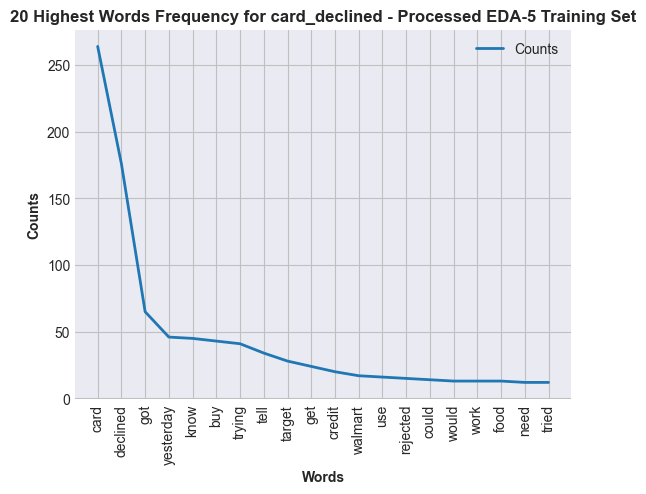 20 Highest Words Frequency for card_declined - Processed EDA-5 Training Set
Counts
250
200
150
100
50
0
Counts
card
declined
got
yesterday
know
buy
trying
tell
target
get
credit
walmart
use
rejected
could
would
work
food
need
tried
Words